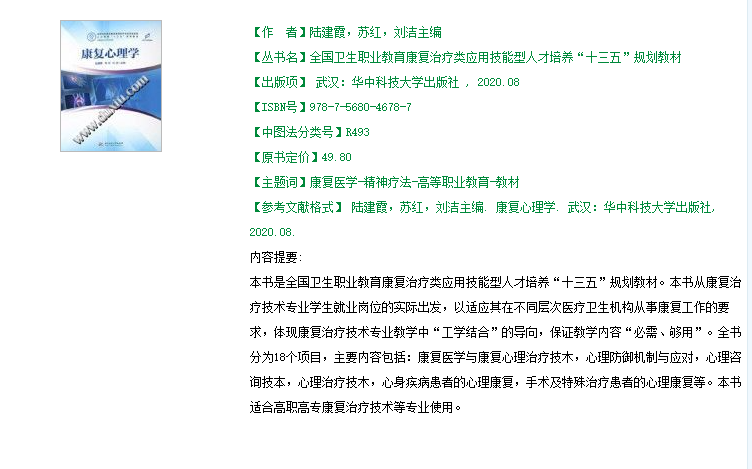 康复心理学
www.duxiu.com
【作　者】陆建霞，苏红，刘洁主编
【丛书名】全国卫生职业教育康复治疗类应用技能型人才培养“十三五”规划教材
【出版项】 武汉：华中科技大学出版社 , 2020.08
【ISBN号】978-7-5680-4678-7
【中图法分类号】R493
【原书定价】49.80
【主题词】康复医学-精神疗法-高等职业教育-教材
【参考文献格式】 陆建霞，苏红，刘洁主编. 康复心理学. 武汉：华中科技大学出版社,
2020.08.
内容提要:
本书是全国卫生职业教育康复治疗类应用技能型人才培养“十三五”规划教材。本书从康复治
疗技术专业学生就业岗位的实际出发，以适应其在不同层次医疗卫生机构从事康复工作的要
求，体现康复治疗技术专业教学中“工学结合”的导向，保证教学内容“必需、够用”。全书
分为18个项目，主要内容包括：康复医学与康复心理治疗技木，心理防御机制与应对，心理咨
询技本，心理治疗技木，心身疾病患者的心理康复，手术及特殊治疗患者的心理康复等。本书
适合高职高专康复治疗技术等专业使用。